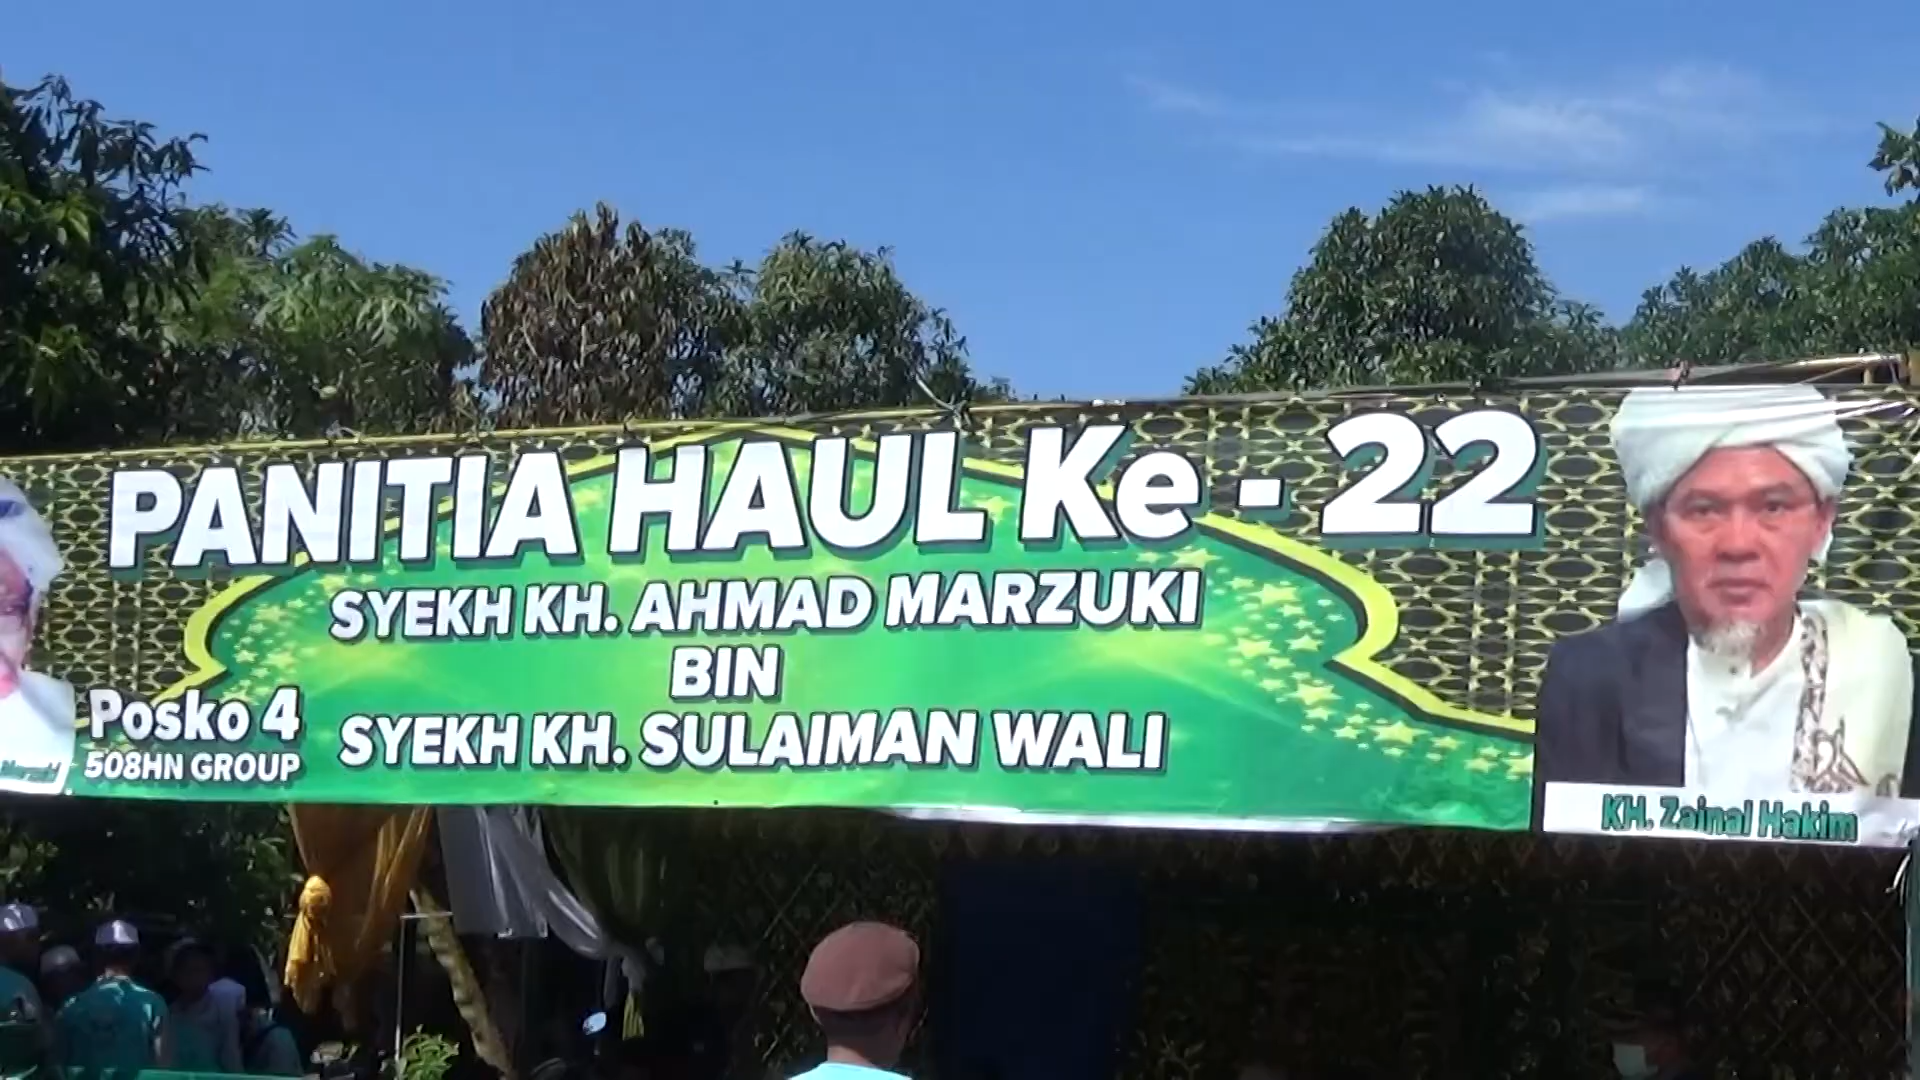 PANITIA HAUL Ke - 22
SYEKH KH. AHMAD MARZUKI
BIN
SYEKH KH. SULAIMAN WALI
Posko 4
508HN GROUP
KH. Zainal Hakim